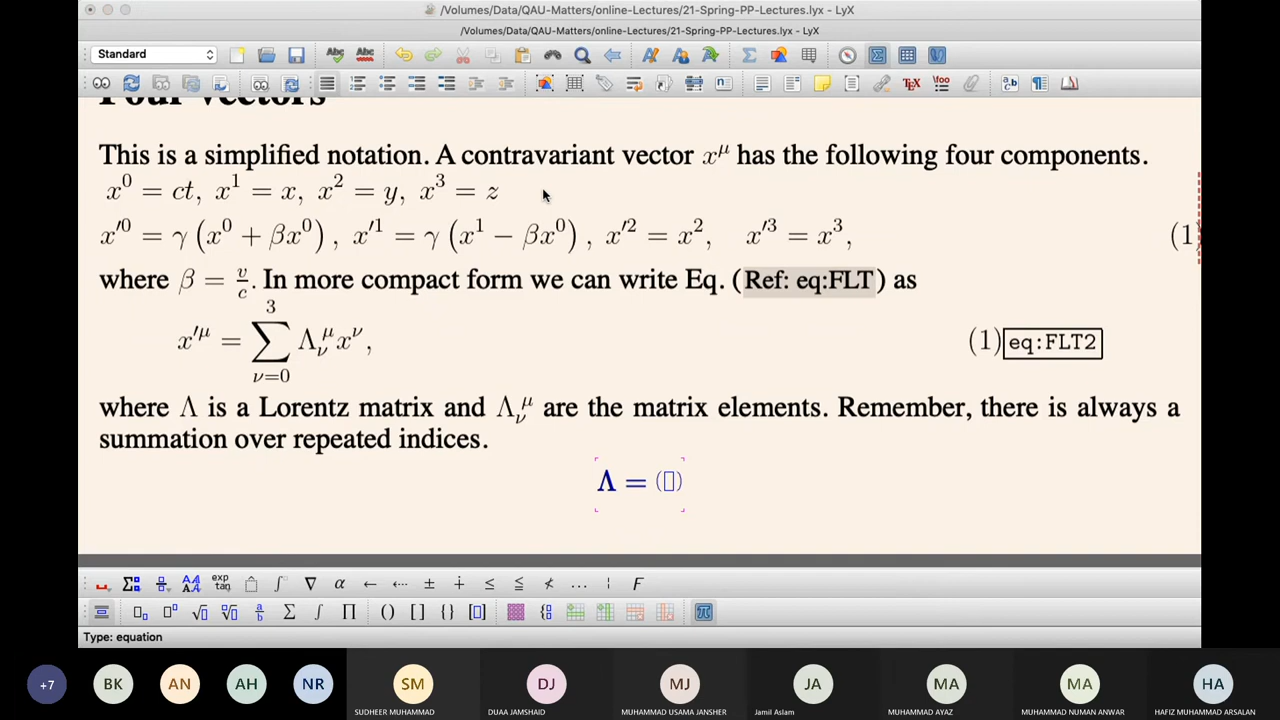 /Volumes/Data/QAU-Matters/online-Lectures/21-Spring-PP-Lectures.lyx - LyX
/Volumes/Data/QAU-Matters/online-Lectures/21-Spring-PP-Lectures.lyx - LyX
Standard
Four vectors
This is a simplified notation. A contravariant vector x^μ has the following four components.
x^0 = ct, x^1 = x, x^2 = y, x^3 = z
x'^0 = γ (x^0 + βx^0), x'^1 = γ (x^1 − βx^0), x'^2 = x^2, x'^3 = x^3, (1)
where β = v/c. In more compact form we can write Eq. (Ref: eq:FLT) as
x'^μ = ∑_{ν=0}^{3} Λ_ν^μ x^ν, (1) eq:FLT2
where Λ is a Lorentz matrix and Λ_ν^μ are the matrix elements. Remember, there is always a
summation over repeated indices.
Λ = (▯)
Type: equation
+7 BK AN AH NR SM DJ MJ JA MA MA HA
SUDHEER MUHAMMAD DUAA JAMSHAID MUHAMMAD USAMA JANSHER Jamil Aslam MUHAMMAD AYAZ MUHAMMAD NUMAN ANWAR HAFIZ MUHAMMAD ARSALAN